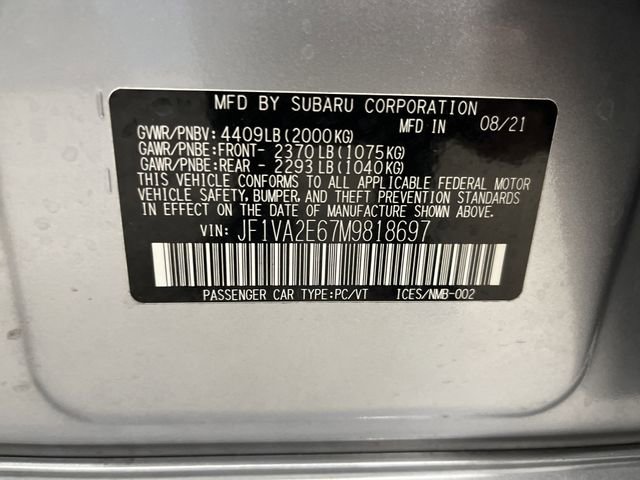 MFD BY SUBARU CORPORATION
GVWR/PNBV: 4409LB(2000KG) MFD IN 08/21
GAWR/PNBE:FRONT- 2370LB(1075KG)
GAWR/PNBE:REAR - 2293LB(1040KG)
THIS VEHICLE CONFORMS TO ALL APPLICABLE FEDERAL MOTOR
VEHICLE SAFETY, BUMPER, AND THEFT PREVENTION STANDARDS
IN EFFECT ON THE DATE OF MANUFACTURE SHOWN ABOVE.
VIN: JF1VA2E67M9818697
PASSENGER CAR TYPE:PC/VT ICES/NMB-002